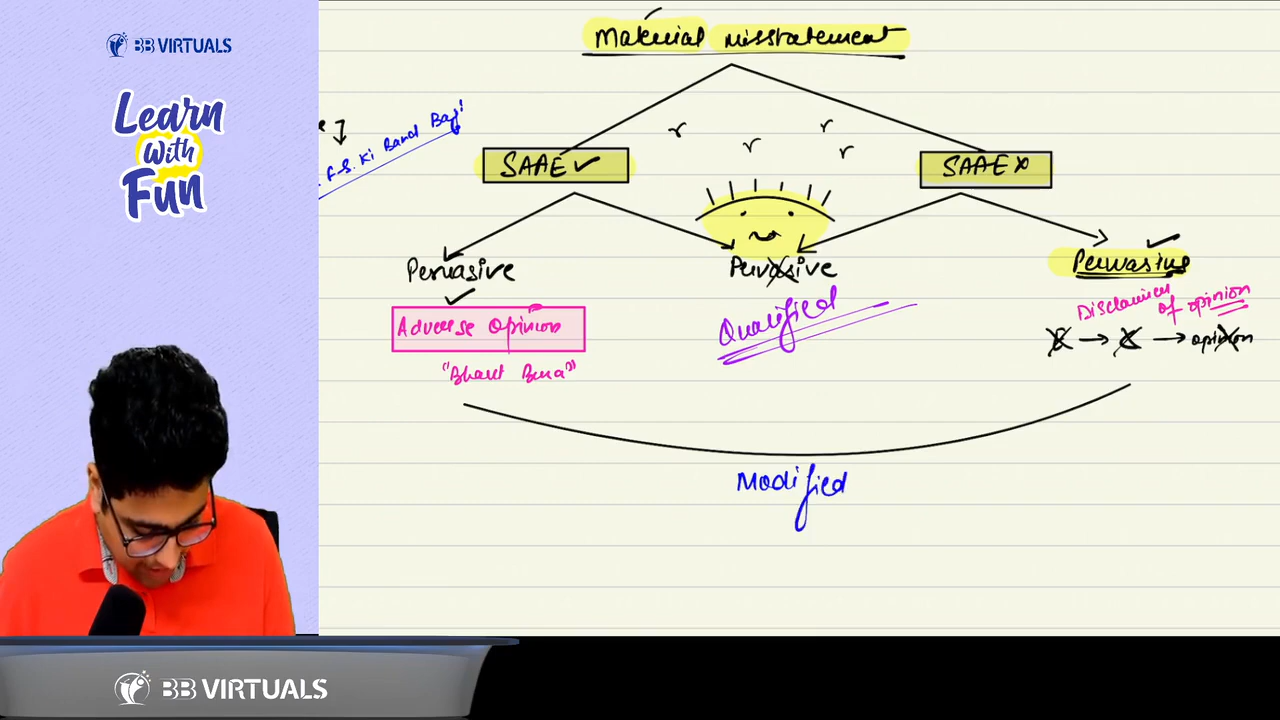 BB VIRTUALS
Learn
With
Fun
Material misstatement
F.S. Ki Band Baj!
SAAE ✓
SAAE x
Pervasive
Pervasive
Pervasive
Adverse Opinion
Qualified
Disclaimer
of opinion
→ → opinion
"Bharl Bura"
Modified
BB VIRTUALS